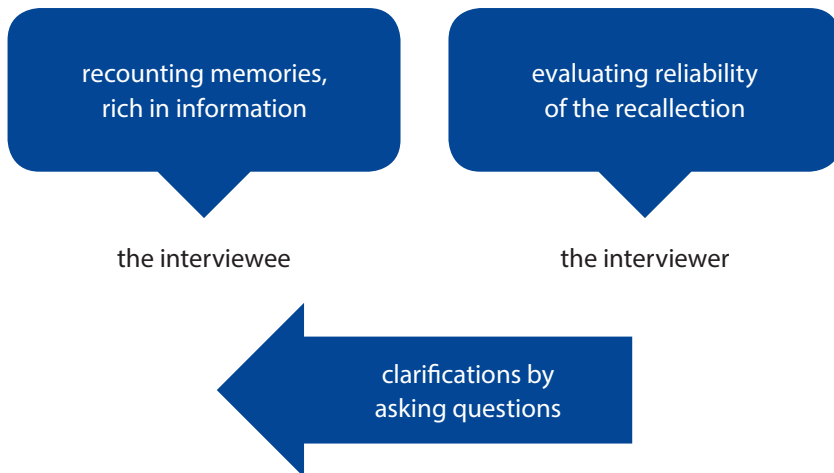 recounting memories,
rich in information
evaluating reliability
of the recallection
the interviewee
the interviewer
clarifications by
asking questions